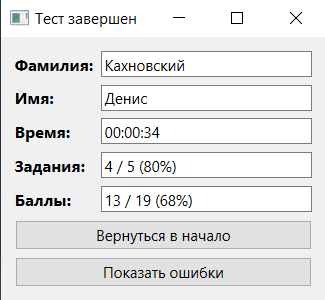 Тест завершен
Фамилия: Кахновский
Имя: Денис
Время: 00:00:34
Задания: 4 / 5 (80%)
Баллы: 13 / 19 (68%)
Вернуться в начало
Показать ошибки